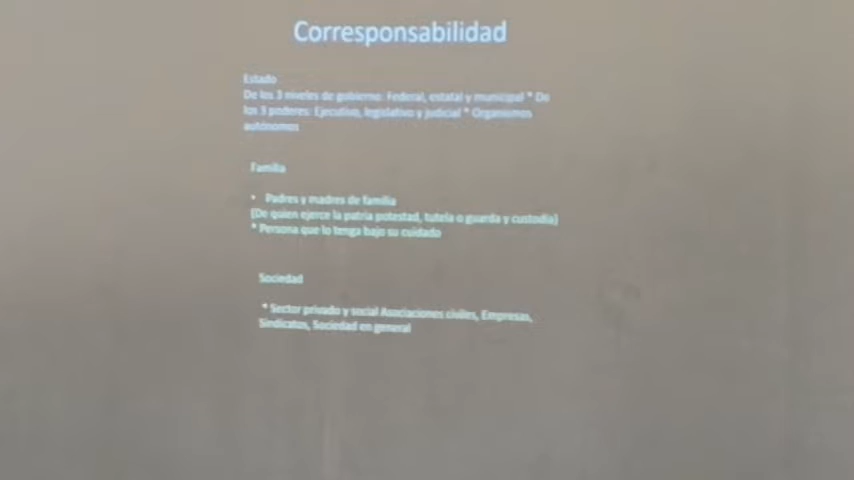 Corresponsabilidad
Estado
De los 3 niveles de gobierno: Federal, estatal y municipal * De
los 3 poderes: Ejecutivo, legislativo y judicial * Organismos
autónomos
Familia
• Padres y madres de familia
(De quien ejerce la patria potestad, tutela o guarda y custodia)
* Persona que lo tenga bajo su cuidado
Sociedad
* Sector privado y social Asociaciones civiles, Empresas,
Sindicatos, Sociedad en general